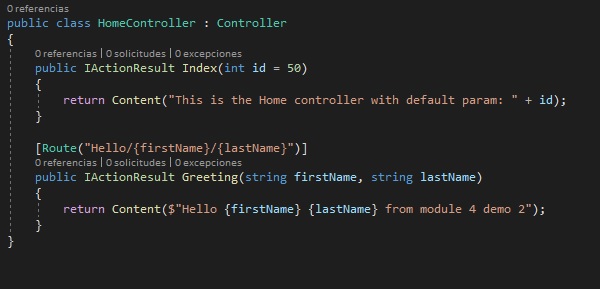 0 referencias
public class HomeController : Controller
{
0 referencias | 0 solicitudes | 0 excepciones
public IActionResult Index(int id = 50)
{
return Content("This is the Home controller with default param: " + id);
}
[Route("Hello/{firstName}/{lastName}")]
0 referencias | 0 solicitudes | 0 excepciones
public IActionResult Greeting(string firstName, string lastName)
{
return Content($"Hello {firstName} {lastName} from module 4 demo 2");
}
}